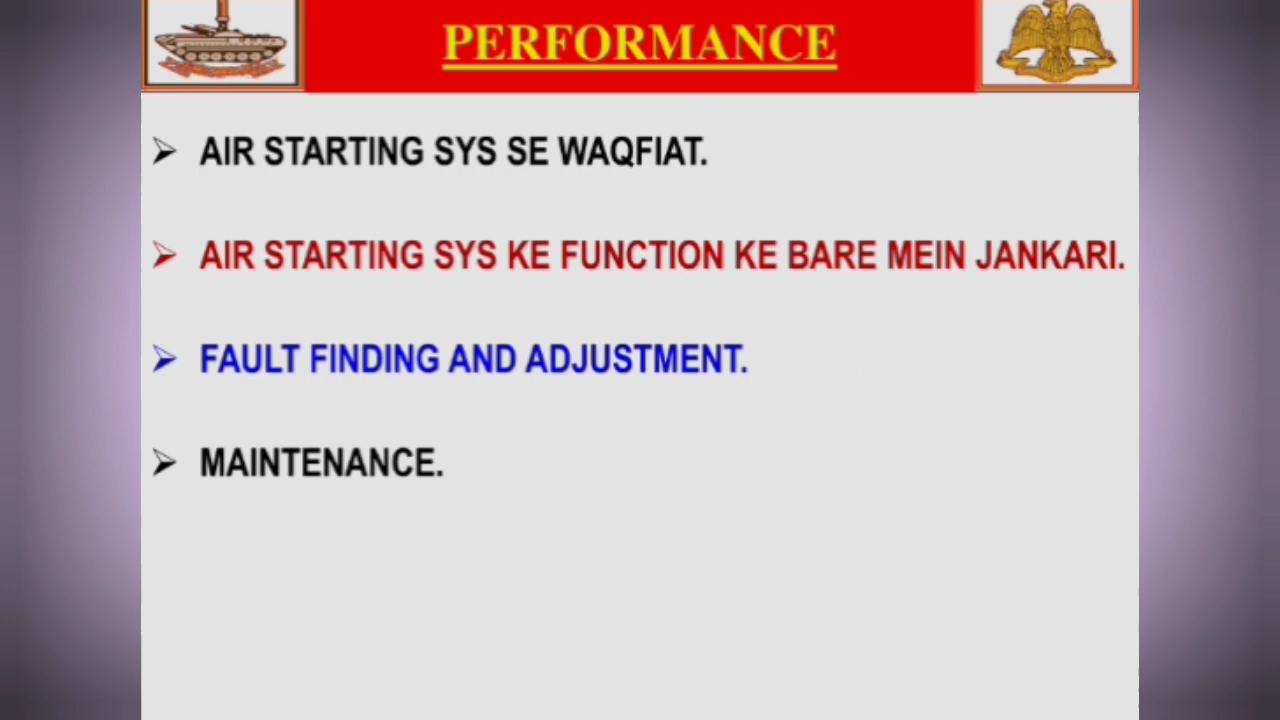 PERFORMANCE
AIR STARTING SYS SE WAQFIAT.
AIR STARTING SYS KE FUNCTION KE BARE MEIN JANKARI.
FAULT FINDING AND ADJUSTMENT.
MAINTENANCE.